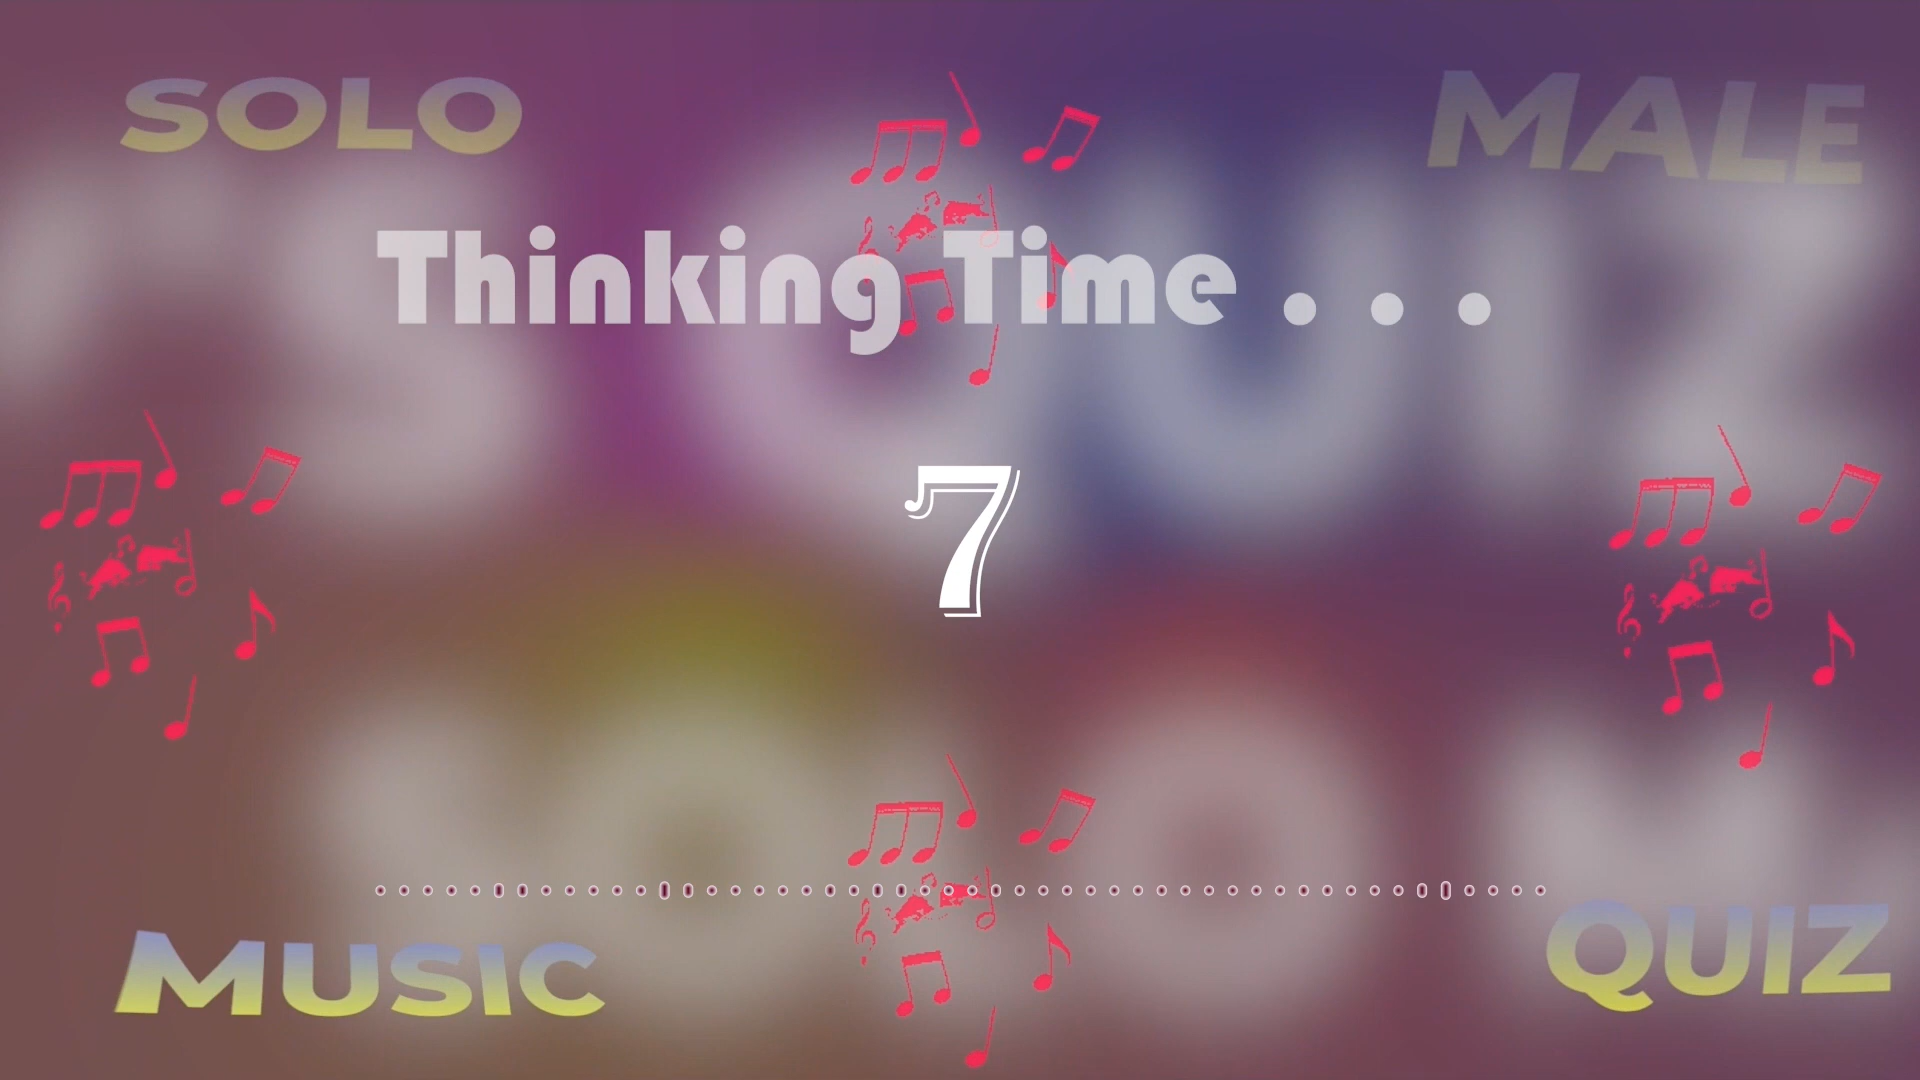 SOLO
MALE
Thinking Time . . .
7
MUSIC
QUIZ